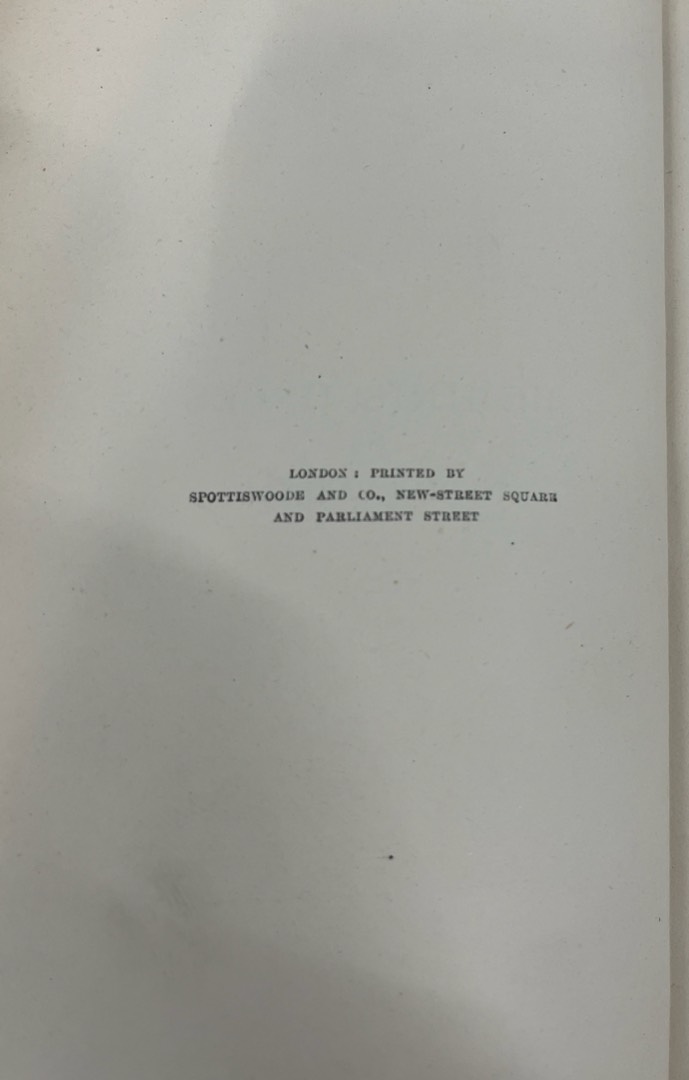 LONDON : PRINTED BY
SPOTTISWOODE AND CO., NEW-STREET SQUARE
AND PARLIAMENT STREET